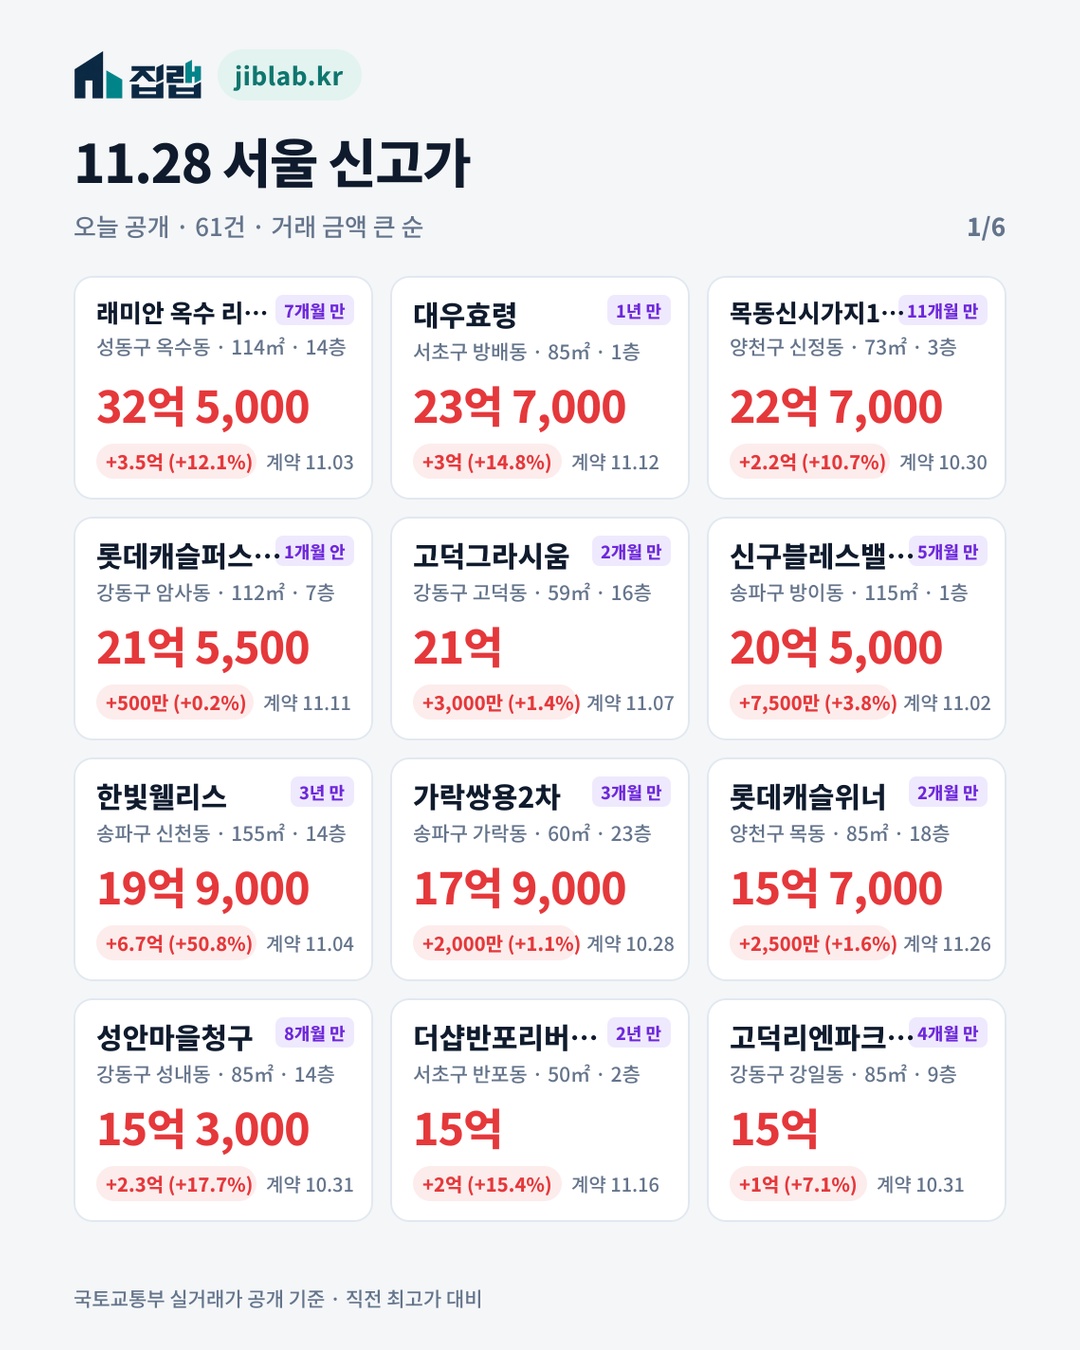 집랩 jiblab.kr
11.28 서울 신고가
오늘 공개 · 61건 · 거래 금액 큰 순 1/6
래미안 옥수 리… 7개월 만
성동구 옥수동 · 114㎡ · 14층
32억 5,000
+3.5억 (+12.1%) 계약 11.03
대우효령 1년 만
서초구 방배동 · 85㎡ · 1층
23억 7,000
+3억 (+14.8%) 계약 11.12
목동신시가지1… 11개월 만
양천구 신정동 · 73㎡ · 3층
22억 7,000
+2.2억 (+10.7%) 계약 10.30
롯데캐슬퍼스… 1개월 안
강동구 암사동 · 112㎡ · 7층
21억 5,500
+500만 (+0.2%) 계약 11.11
고덕그라시움 2개월 만
강동구 고덕동 · 59㎡ · 16층
21억
+3,000만 (+1.4%) 계약 11.07
신구블레스밸… 5개월 만
송파구 방이동 · 115㎡ · 1층
20억 5,000
+7,500만 (+3.8%) 계약 11.02
한빛웰리스 3년 만
송파구 신천동 · 155㎡ · 14층
19억 9,000
+6.7억 (+50.8%) 계약 11.04
가락쌍용2차 3개월 만
송파구 가락동 · 60㎡ · 23층
17억 9,000
+2,000만 (+1.1%) 계약 10.28
롯데캐슬위너 2개월 만
양천구 목동 · 85㎡ · 18층
15억 7,000
+2,500만 (+1.6%) 계약 11.26
성안마을청구 8개월 만
강동구 성내동 · 85㎡ · 14층
15억 3,000
+2.3억 (+17.7%) 계약 10.31
더샵반포리버… 2년 만
서초구 반포동 · 50㎡ · 2층
15억
+2억 (+15.4%) 계약 11.16
고덕리엔파크… 4개월 만
강동구 강일동 · 85㎡ · 9층
15억
+1억 (+7.1%) 계약 10.31
국토교통부 실거래가 공개 기준 · 직전 최고가 대비